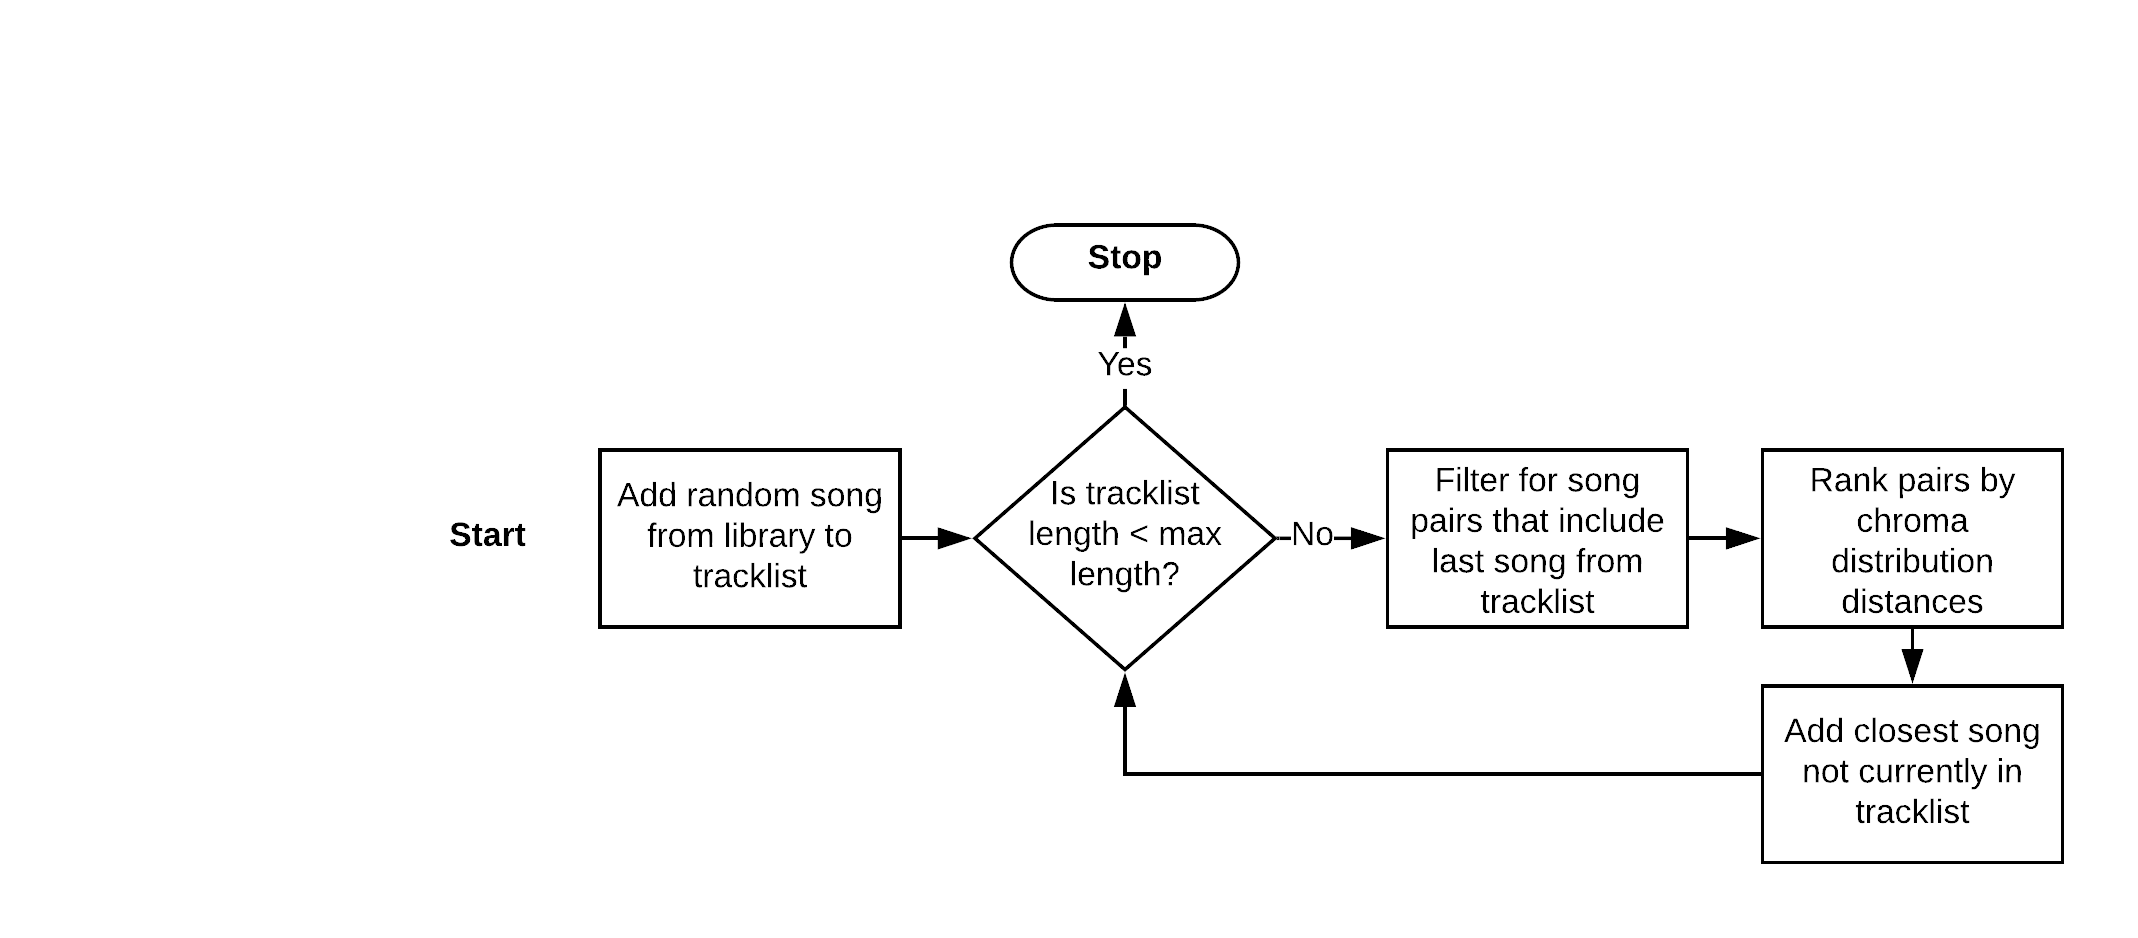 Start
Add random song
from library to
tracklist
Is tracklist
length < max
length?
Yes
Stop
No
Filter for song
pairs that include
last song from
tracklist
Rank pairs by
chroma
distribution
distances
Add closest song
not currently in
tracklist